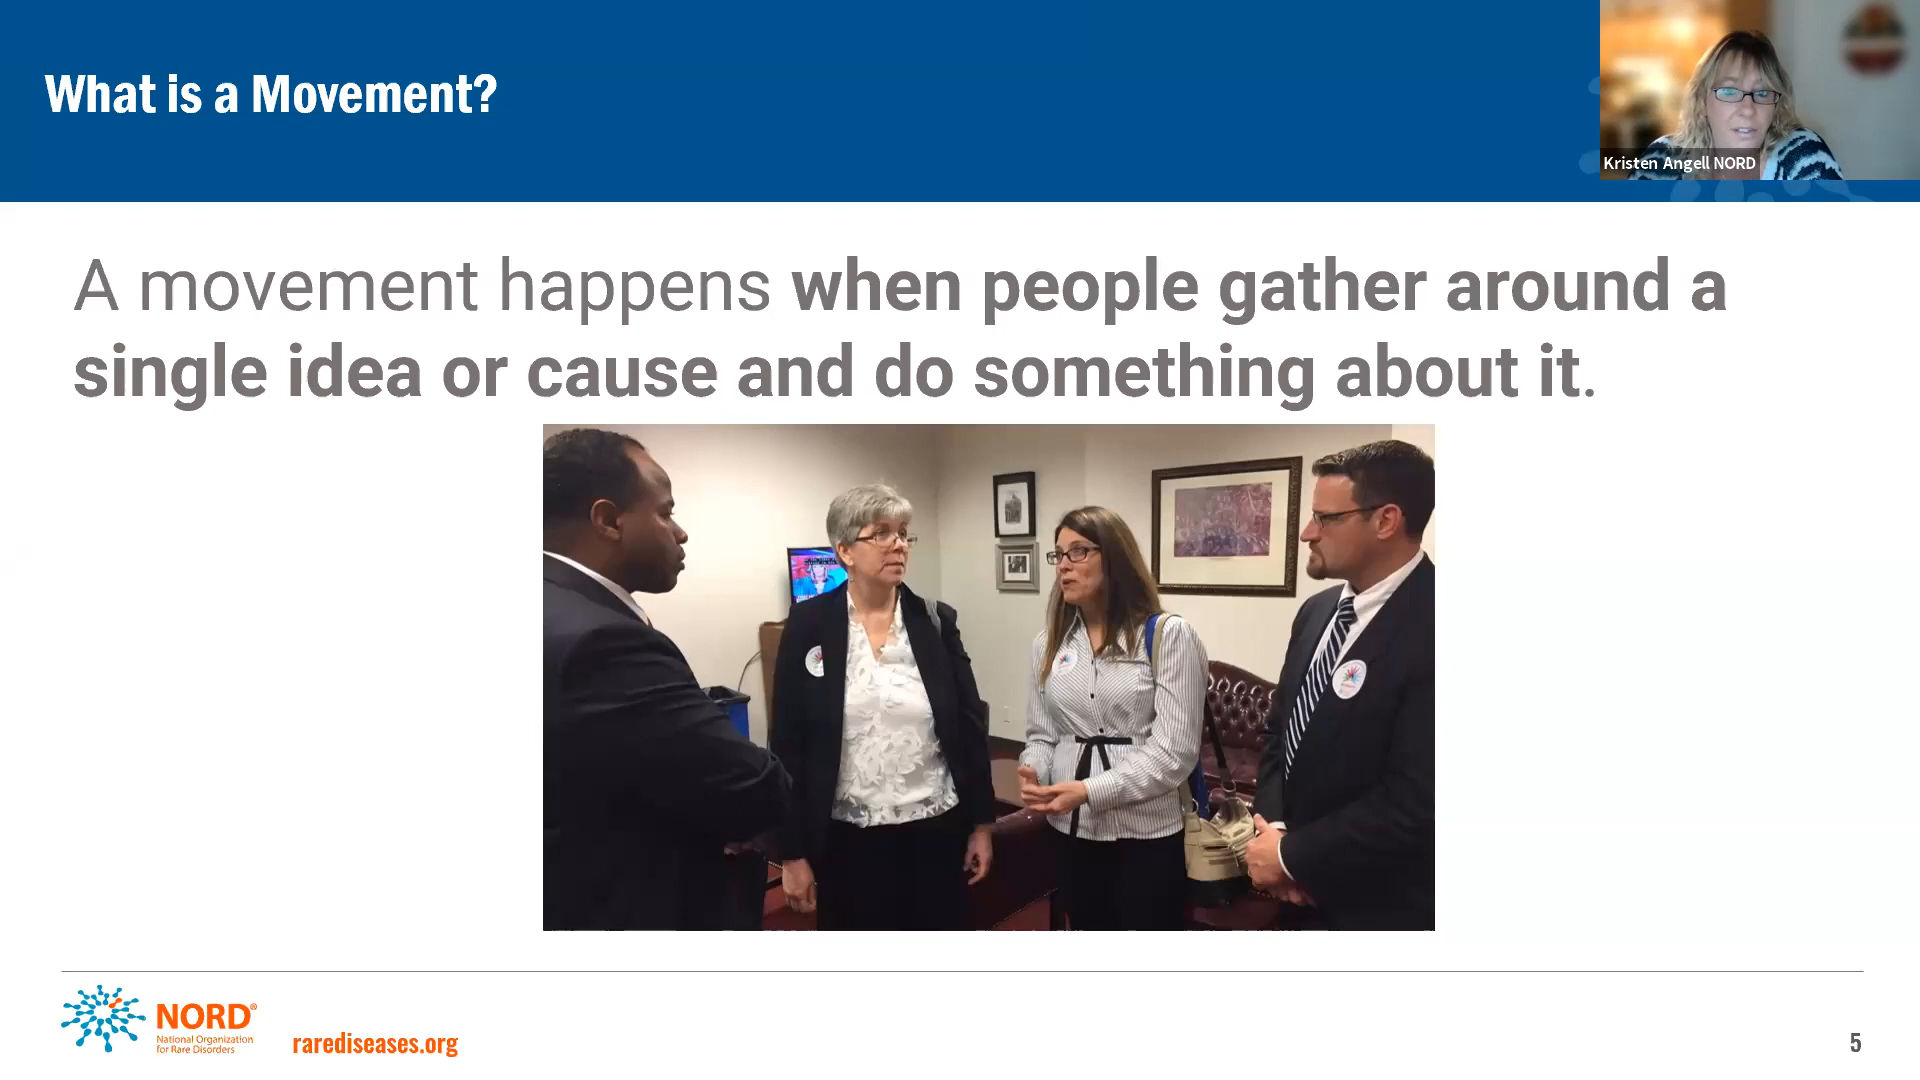 What is a Movement?
Kristen Angell NORD
A movement happens when people gather around a
single idea or cause and do something about it.
NORD®
National Organization
for Rare Disorders
rarediseases.org
5